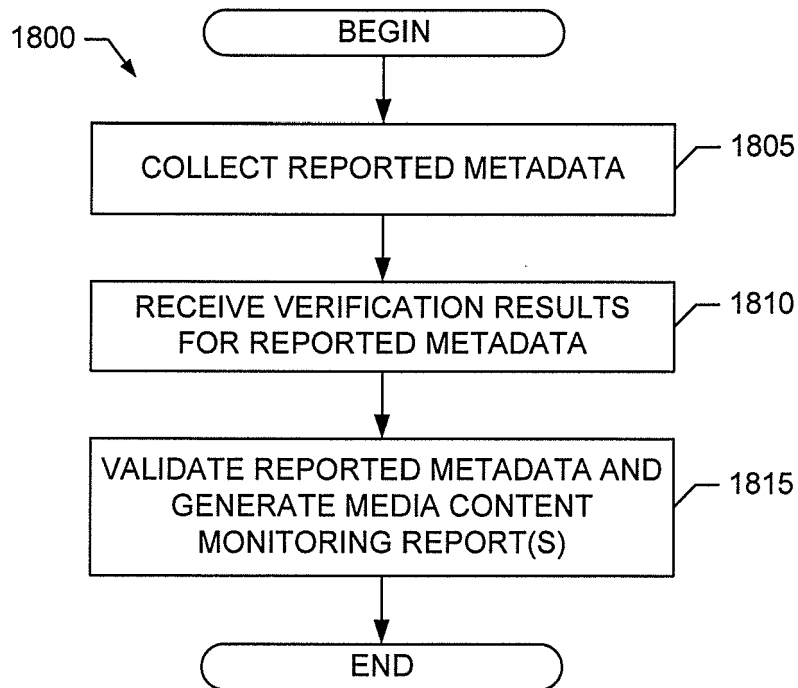 1800
BEGIN
COLLECT REPORTED METADATA
1805
RECEIVE VERIFICATION RESULTS
FOR REPORTED METADATA
1810
VALIDATE REPORTED METADATA AND
GENERATE MEDIA CONTENT
MONITORING REPORT(S)
1815
END